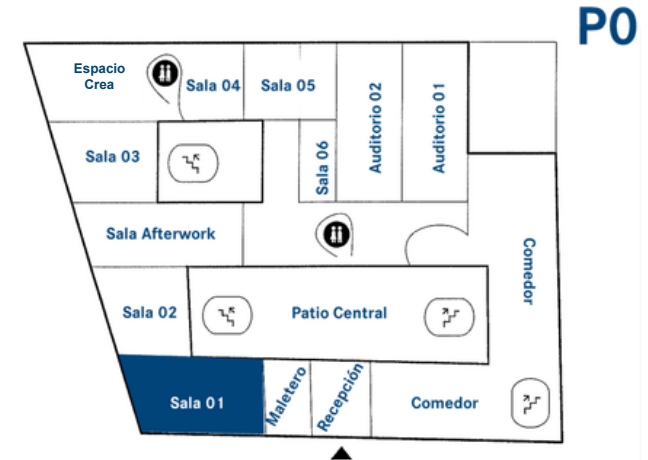 P0
Espacio
Crea
Sala 04
Sala 05
Auditorio 02
Auditorio 01
Sala 03
Sala 06
Sala Afterwork
Comedor
Sala 02
Patio Central
Sala 01
Maletero
Recepción
Comedor